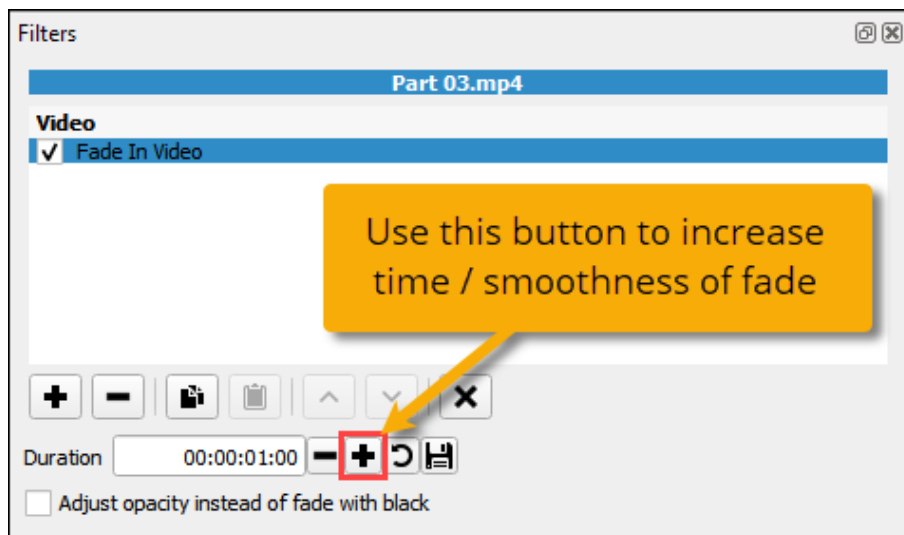 Filters
Part 03.mp4
Video
Fade In Video
Use this button to increase
time / smoothness of fade
Duration 00:00:01:00
Adjust opacity instead of fade with black